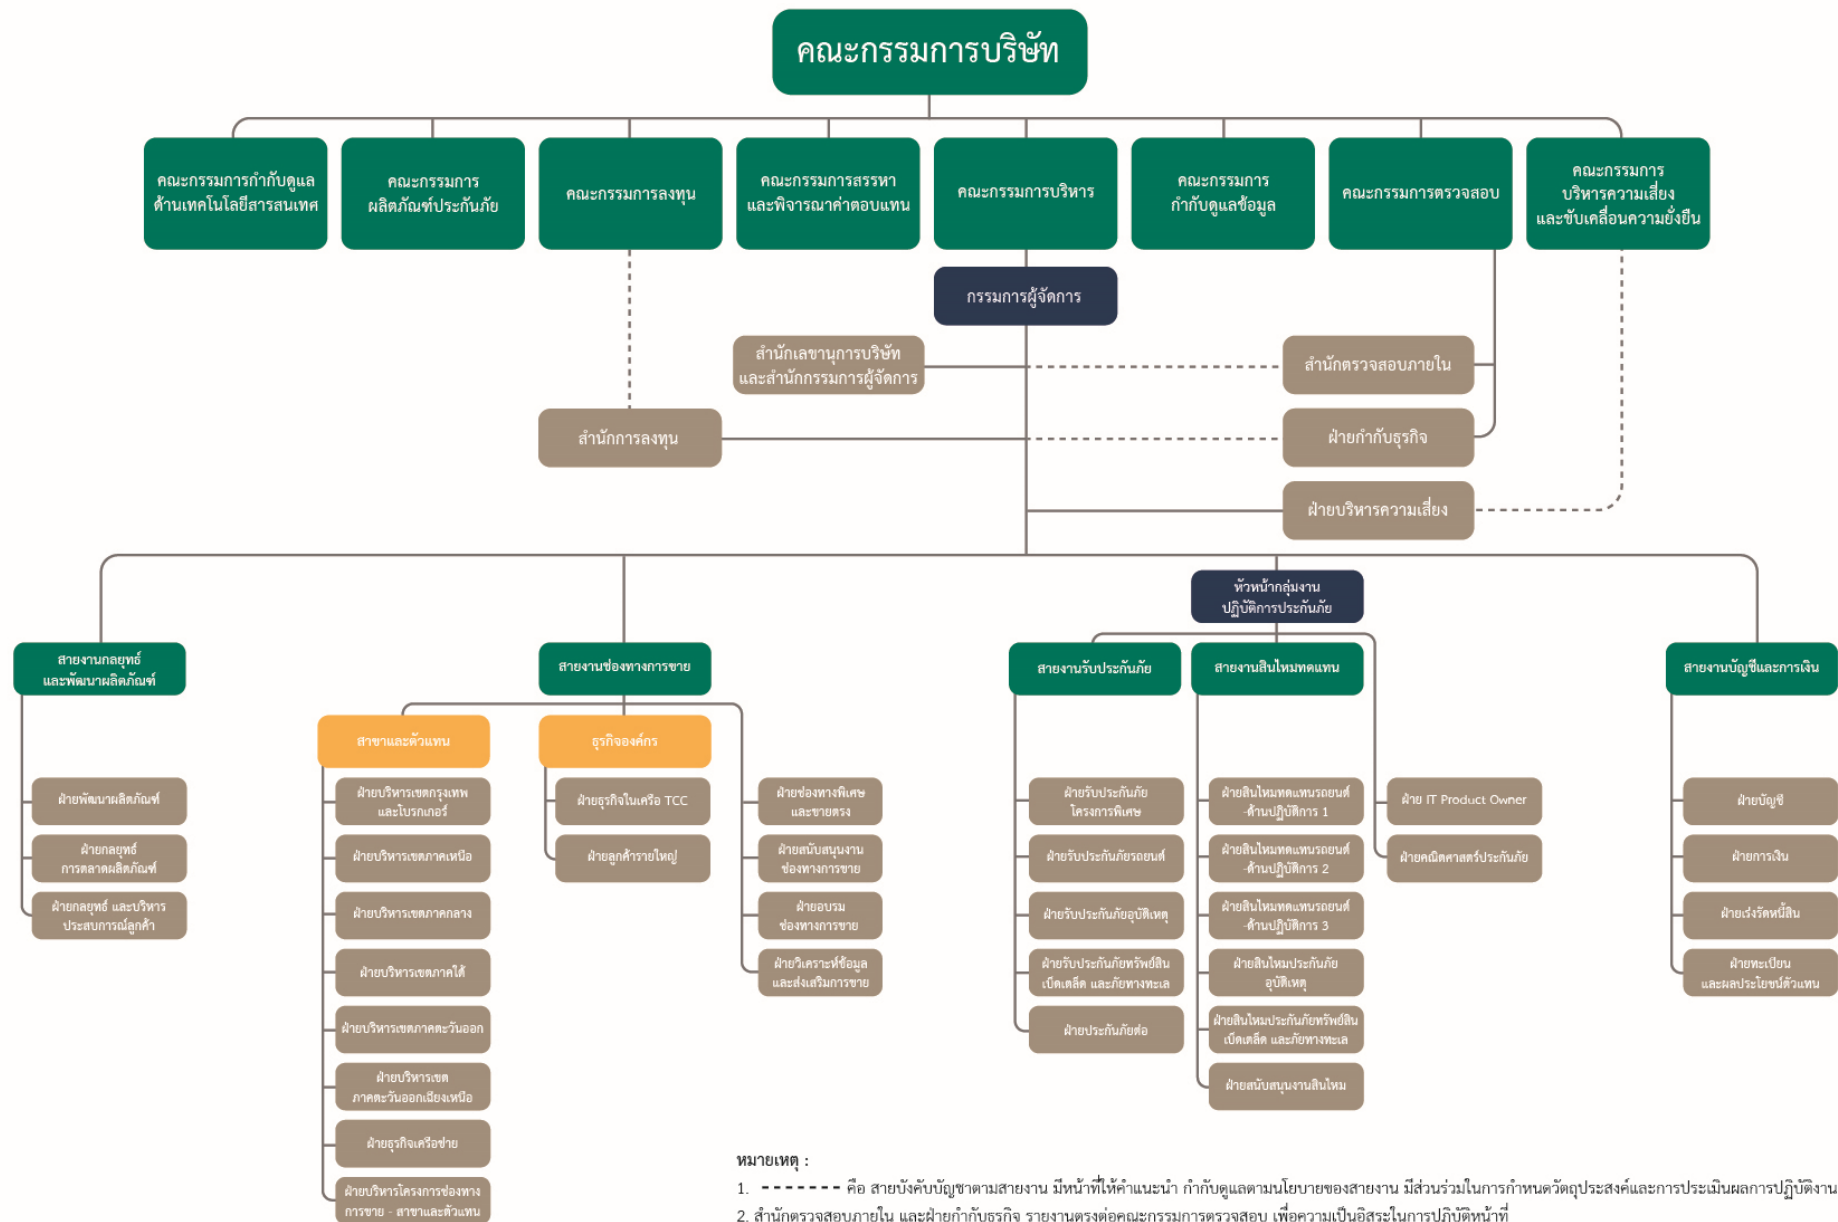 คณะกรรมการบริษัท
คณะกรรมการกำกับดูแล
ด้านเทคโนโลยีสารสนเทศ
คณะกรรมการ
ผลิตภัณฑ์ประกันภัย
คณะกรรมการลงทุน
คณะกรรมการสรรหา
และพิจารณาค่าตอบแทน
คณะกรรมการบริหาร
คณะกรรมการ
กำกับดูแลข้อมูล
คณะกรรมการตรวจสอบ
คณะกรรมการ
บริหารความเสี่ยง
และขับเคลื่อนความยั่งยืน
กรรมการผู้จัดการ
สำนักเลขานุการบริษัท
และสำนักกรรมการผู้จัดการ
สำนักตรวจสอบภายใน
สำนักการลงทุน
ฝ่ายกำกับธุรกิจ
ฝ่ายบริหารความเสี่ยง
หัวหน้ากลุ่มงาน
ปฏิบัติการประกันภัย
สายงานกลยุทธ์
และพัฒนาผลิตภัณฑ์
สายงานช่องทางการขาย
สายงานรับประกันภัย
สายงานสินไหมทดแทน
สายงานบัญชีและการเงิน
สาขาและตัวแทน
ธุรกิจองค์กร
ฝ่ายพัฒนาผลิตภัณฑ์
ฝ่ายกลยุทธ์
การตลาดผลิตภัณฑ์
ฝ่ายกลยุทธ์ และบริหาร
ประสบการณ์ลูกค้า
ฝ่ายบริหารเขตกรุงเทพ
และโบรกเกอร์
ฝ่ายบริหารเขตภาคเหนือ
ฝ่ายบริหารเขตภาคกลาง
ฝ่ายบริหารเขตภาคใต้
ฝ่ายบริหารเขตภาคตะวันออก
ฝ่ายบริหารเขต
ภาคตะวันออกเฉียงเหนือ
ฝ่ายธุรกิจเครือข่าย
ฝ่ายบริหารโครงการช่องทาง
การขาย - สาขาและตัวแทน
ฝ่ายธุรกิจในเครือ TCC
ฝ่ายลูกค้ารายใหญ่
ฝ่ายช่องทางพิเศษ
และขายตรง
ฝ่ายสนับสนุนงาน
ช่องทางการขาย
ฝ่ายอบรม
ช่องทางการขาย
ฝ่ายวิเคราะห์ข้อมูล
และส่งเสริมการขาย
ฝ่ายรับประกันภัย
โครงการพิเศษ
ฝ่ายรับประกันภัยรถยนต์
ฝ่ายรับประกันภัยอุบัติเหตุ
ฝ่ายรับประกันภัยทรัพย์สิน
เบ็ดเตล็ด และภัยทางทะเล
ฝ่ายประกันภัยต่อ
ฝ่ายสินไหมทดแทนรถยนต์
-ด้านปฏิบัติการ 1
ฝ่ายสินไหมทดแทนรถยนต์
-ด้านปฏิบัติการ 2
ฝ่ายสินไหมทดแทนรถยนต์
-ด้านปฏิบัติการ 3
ฝ่ายสินไหมประกันภัย
อุบัติเหตุ
ฝ่ายสินไหมประกันภัยทรัพย์สิน
เบ็ดเตล็ด และภัยทางทะเล
ฝ่ายสนับสนุนงานสินไหม
ฝ่าย IT Product Owner
ฝ่ายคณิตศาสตร์ประกันภัย
ฝ่ายบัญชี
ฝ่ายการเงิน
ฝ่ายเร่งรัดหนี้สิน
ฝ่ายทะเบียน
และผลประโยชน์ตัวแทน
หมายเหตุ :
1. ------- คือ สายบังคับบัญชาตามสายงาน มีหน้าที่ให้คำแนะนำ กำกับดูแลตามนโยบายของสายงาน มีส่วนร่วมในการกำหนดวัตถุประสงค์และการประเมินผลการปฏิบัติงาน
2. สำนักตรวจสอบภายใน และฝ่ายกำกับธุรกิจ รายงานตรงต่อคณะกรรมการตรวจสอบ เพื่อความเป็นอิสระในการปฏิบัติหน้าที่